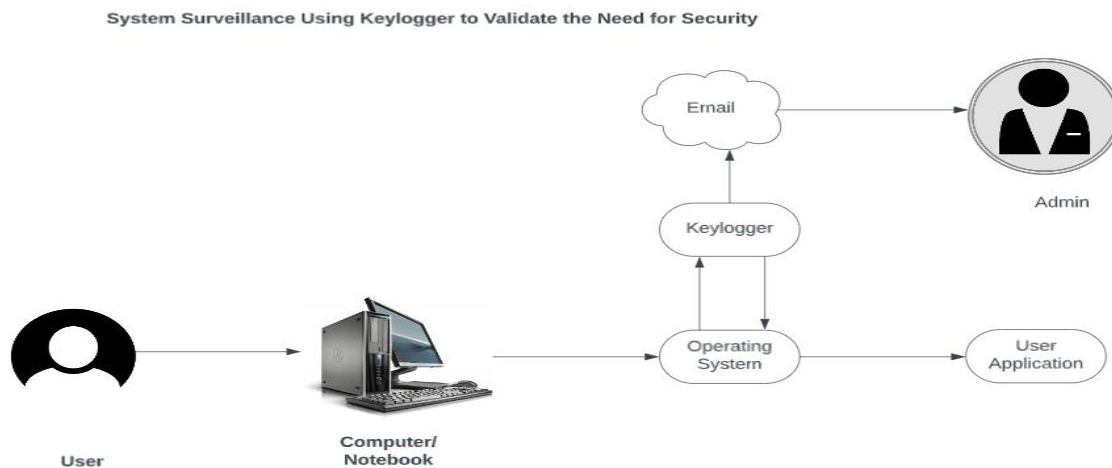 System Surveillance Using Keylogger to Validate the Need for Security
Email
Admin
Keylogger
Operating
System
User
Application
Computer/
Notebook
User